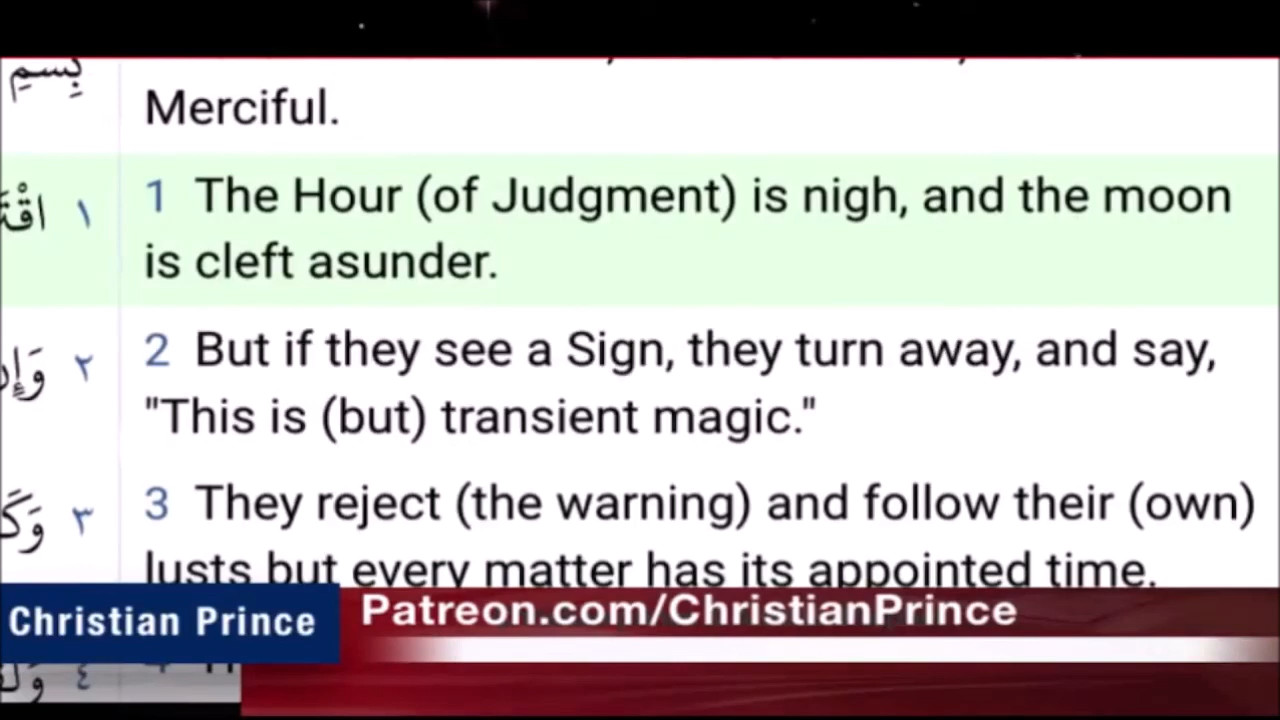 بِسمِ
Merciful.
١ 1 The Hour (of Judgment) is nigh, and the moon
is cleft asunder.
٢ 2 But if they see a Sign, they turn away, and say,
"This is (but) transient magic."
٣ 3 They reject (the warning) and follow their (own)
lusts but every matter has its appointed time.
Christian Prince
Patreon.com/ChristianPrince
٤